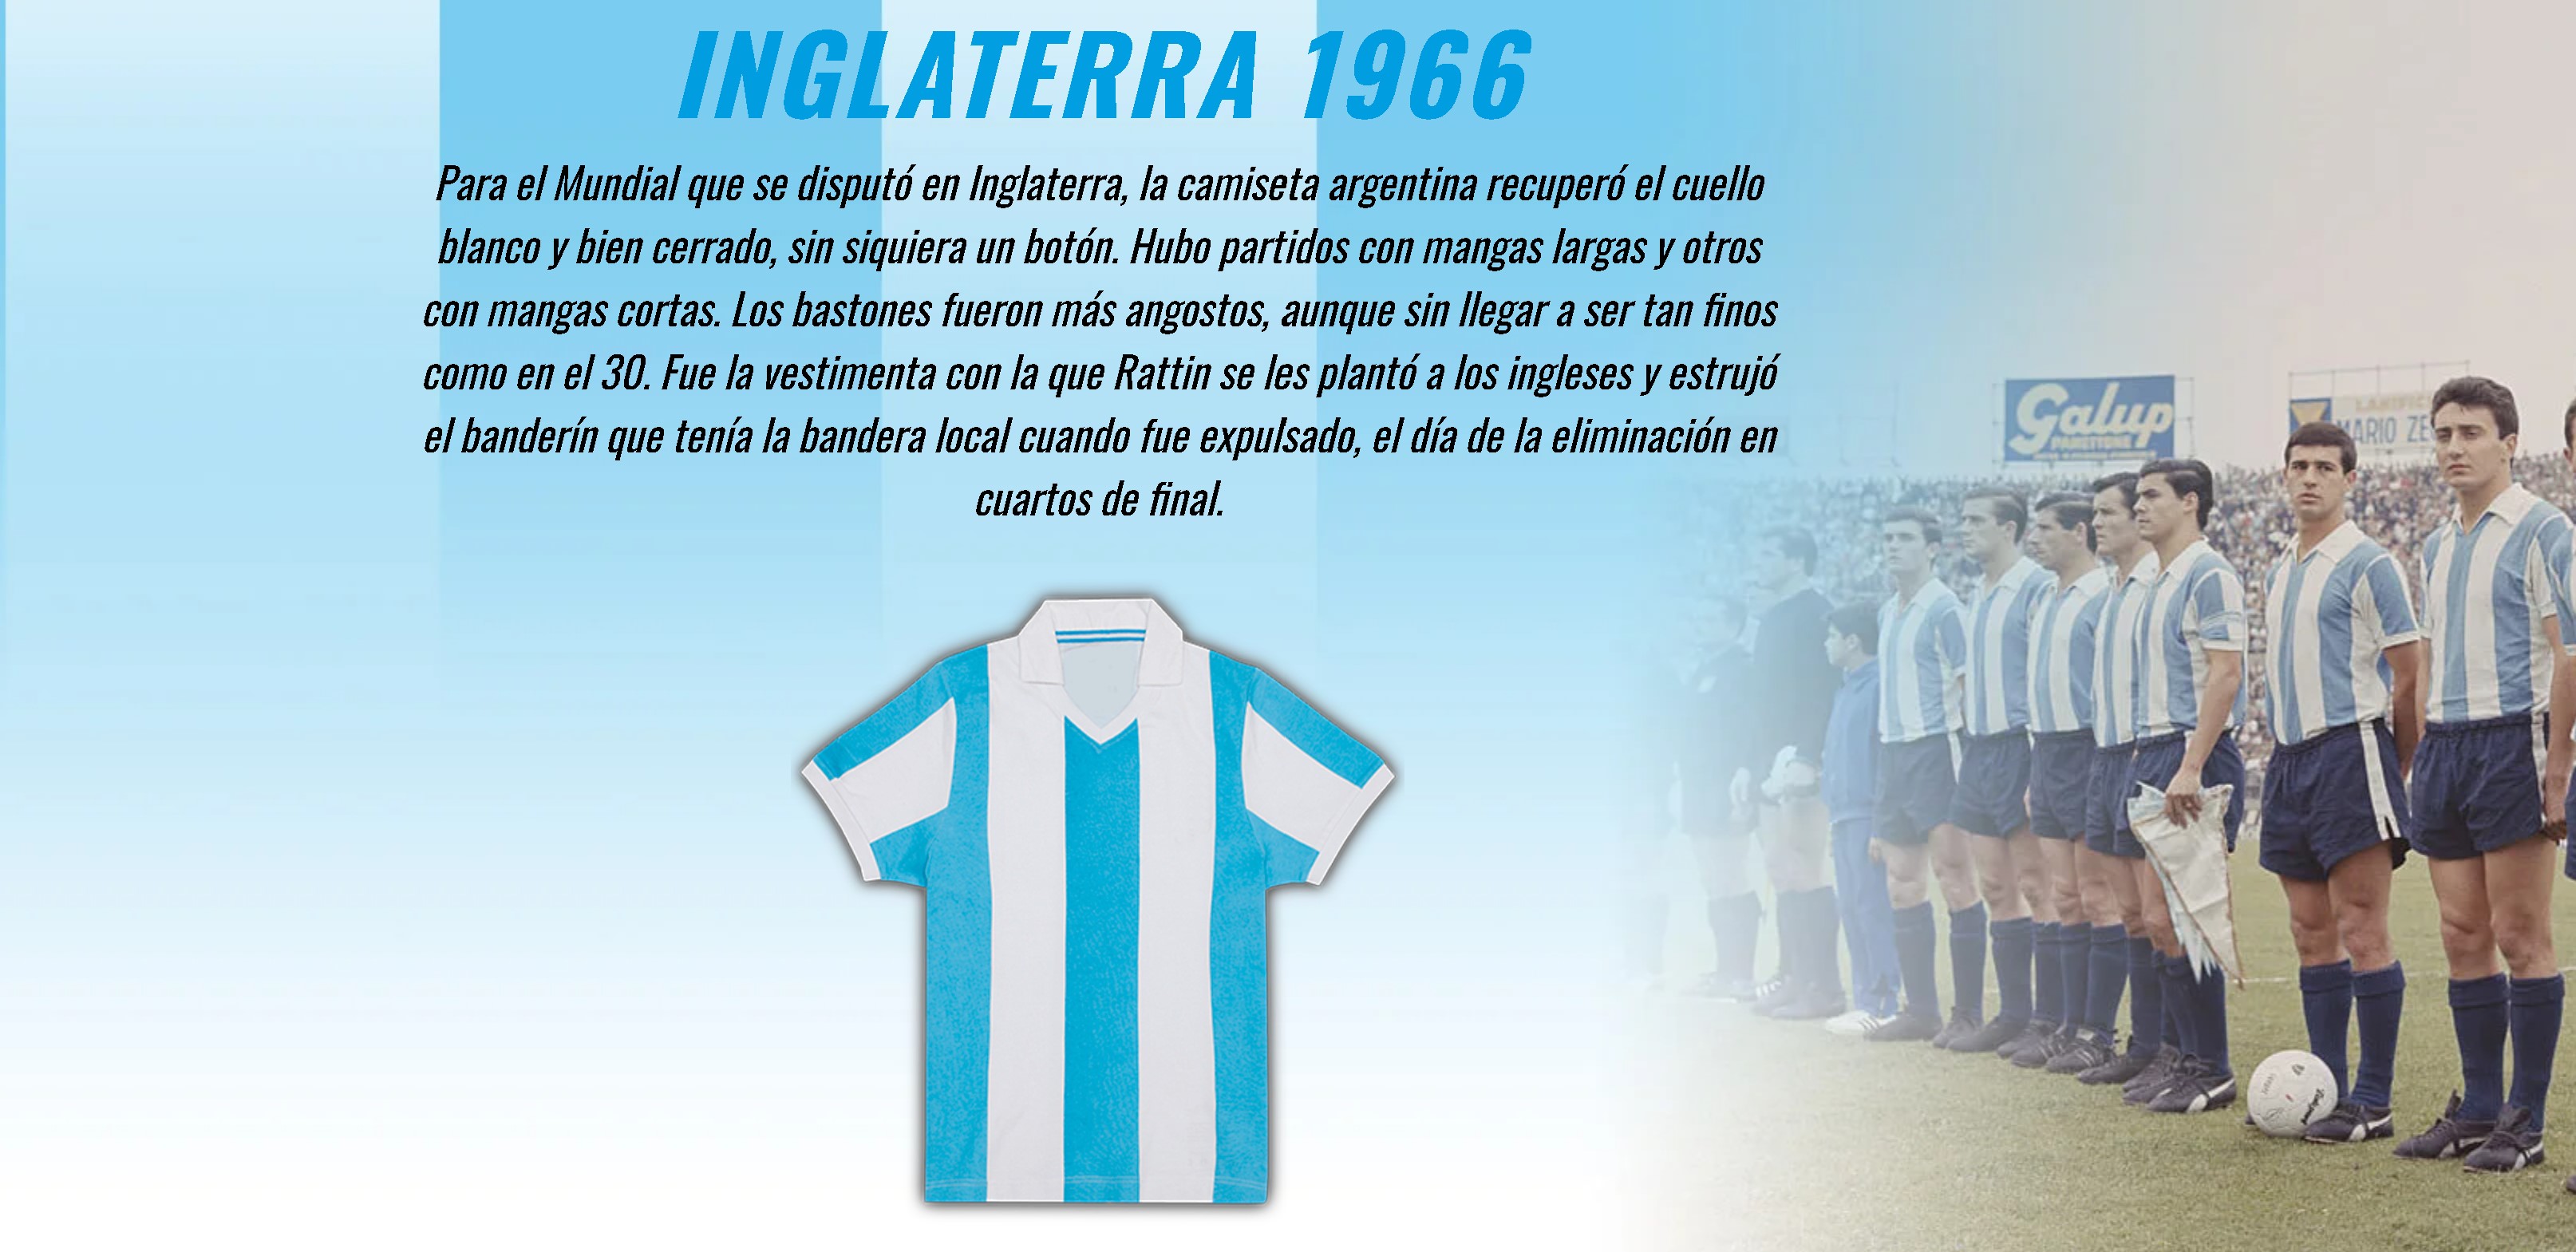 INGLATERRA 1966
Para el Mundial que se disputó en Inglaterra, la camiseta argentina recuperó el cuello
blanco y bien cerrado, sin siquiera un botón. Hubo partidos con mangas largas y otros
con mangas cortas. Los bastones fueron más angostos, aunque sin llegar a ser tan finos
como en el 30. Fue la vestimenta con la que Rattin se les plantó a los ingleses y estrujó
el banderín que tenía la bandera local cuando fue expulsado, el día de la eliminación en
cuartos de final.
Galup
MARIO